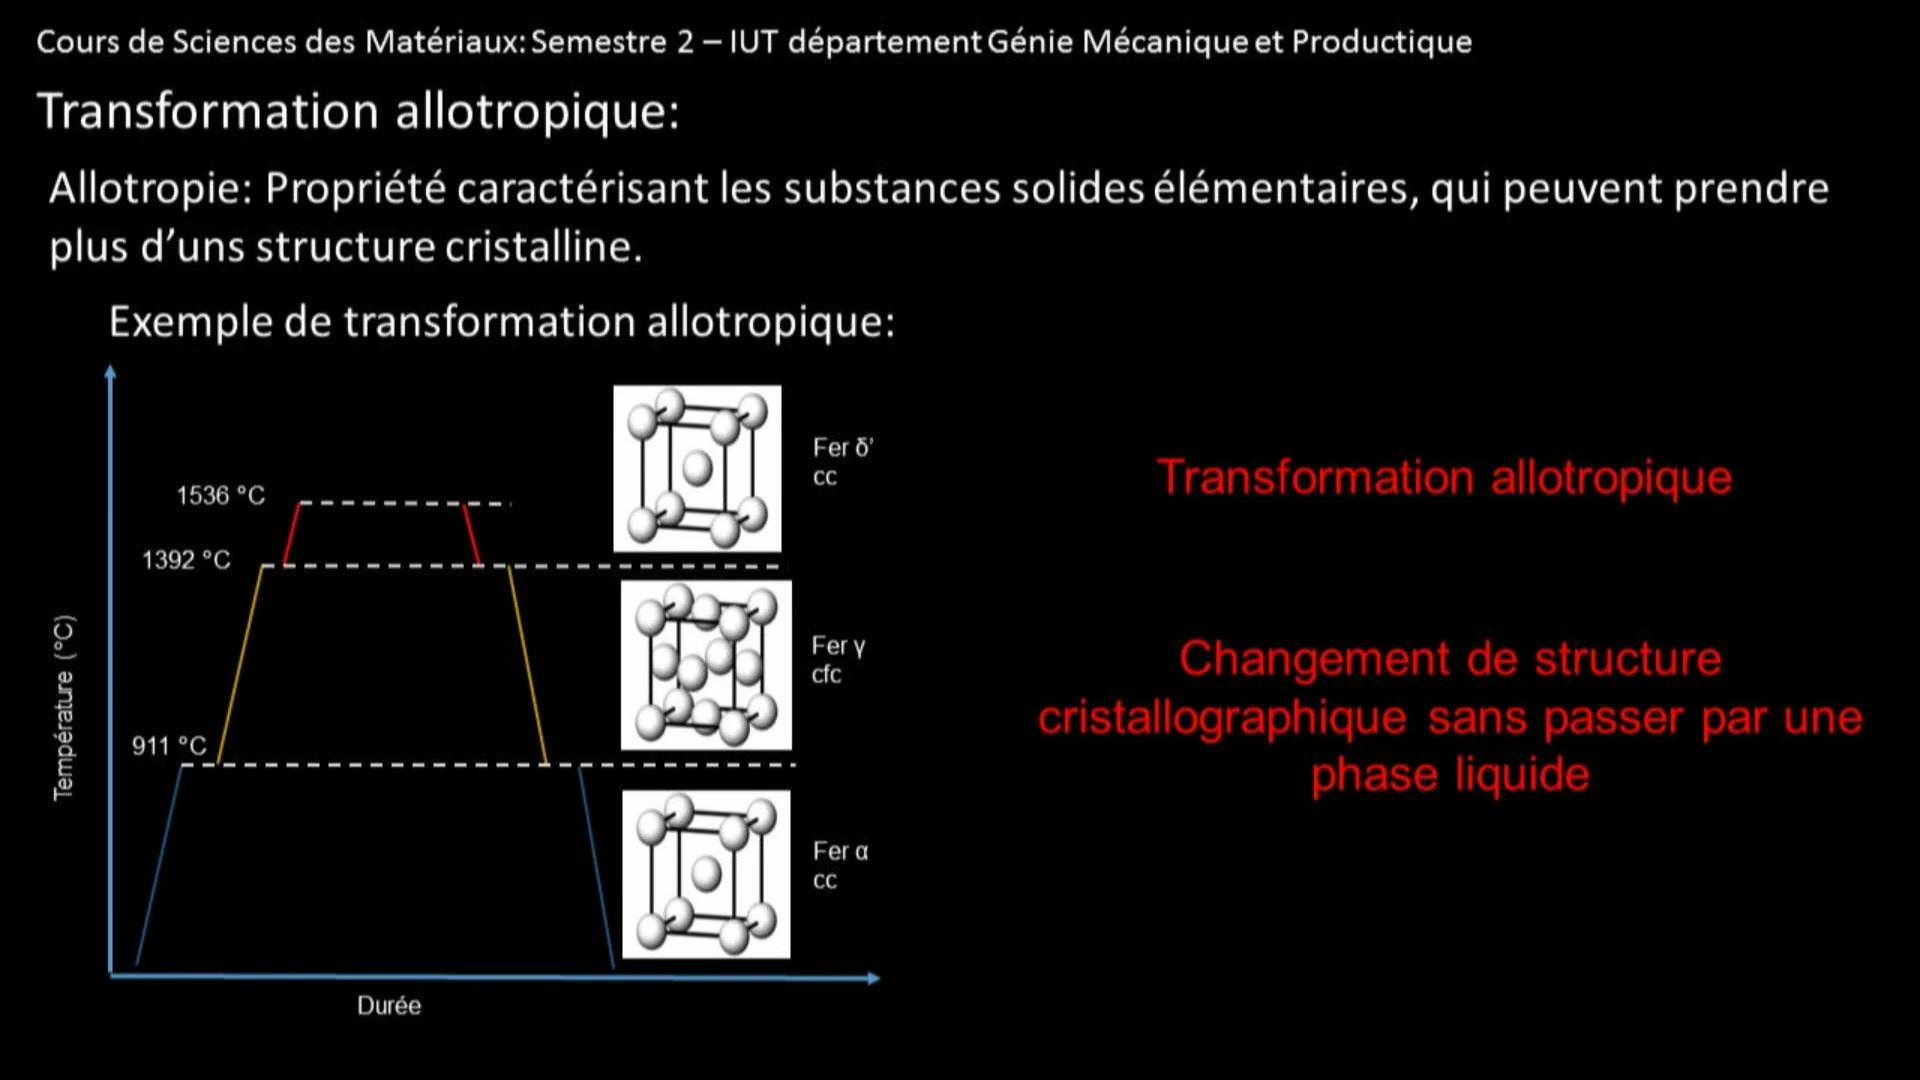 Cours de Sciences des Matériaux: Semestre 2 – IUT département Génie Mécanique et Productique
Transformation allotropique:
Allotropie: Propriété caractérisant les substances solides élémentaires, qui peuvent prendre
plus d’uns structure cristalline.
Exemple de transformation allotropique:
Fer δ’
cc
1536 °C
1392 °C
Fer γ
cfc
911 °C
Fer α
cc
Température (°C)
Durée
Transformation allotropique
Changement de structure
cristallographique sans passer par une
phase liquide